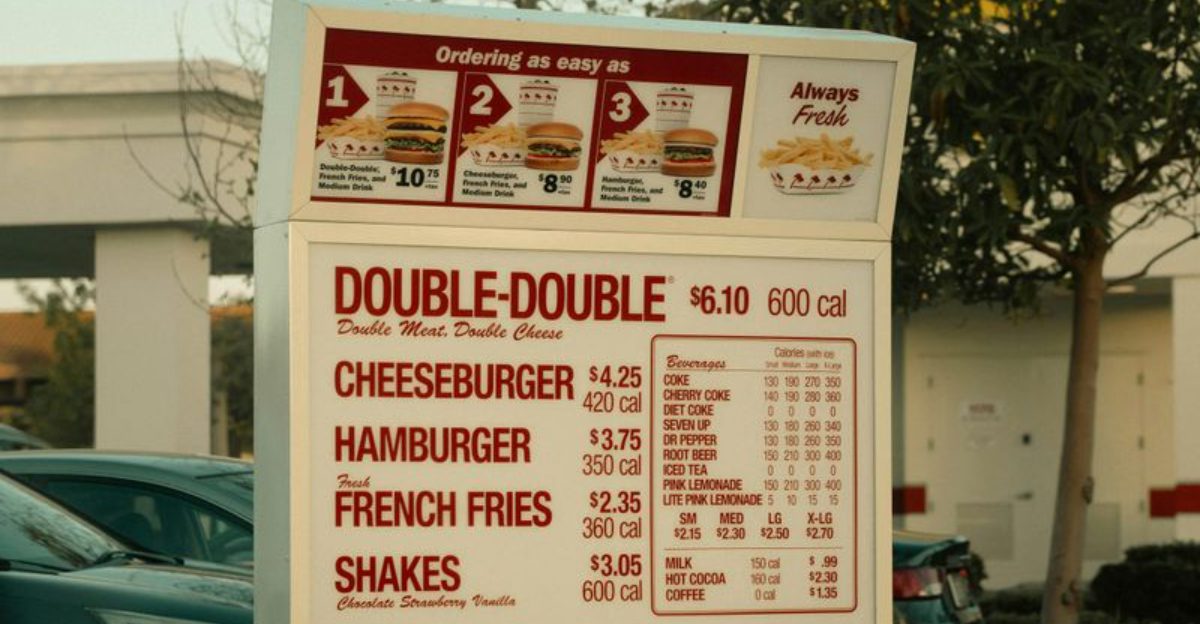 Ordering as easy as
1
2
3
Double-Double, French Fries, and Medium Drink $10 75
Cheeseburger, French Fries, and Medium Drink $8 90
Hamburger, French Fries, and Medium Drink $8 40
Always
Fresh
DOUBLE-DOUBLE® $6.10 600 cal
Double Meat, Double Cheese
CHEESEBURGER $4.25
420 cal
HAMBURGER $3.75
350 cal
Fresh
FRENCH FRIES $2.35
360 cal
SHAKES $3.05
600 cal
Chocolate Strawberry Vanilla
Calories (with ice)
Beverages Small Medium Large X-Large
COKE 130 190 270 350
CHERRY COKE 140 190 280 360
DIET COKE 0 0 0 0
SEVEN UP 130 180 260 340
DR PEPPER 130 180 260 350
ROOT BEER 150 210 300 400
ICED TEA 0 0 0 0
PINK LEMONADE 150 210 300 400
LITE PINK LEMONADE 5 10 15 15
SM MED LG X-LG
$2.15 $2.30 $2.50 $2.70
MILK 150 cal $ .99
HOT COCOA 160 cal $2.30
COFFEE 0 cal $1.35